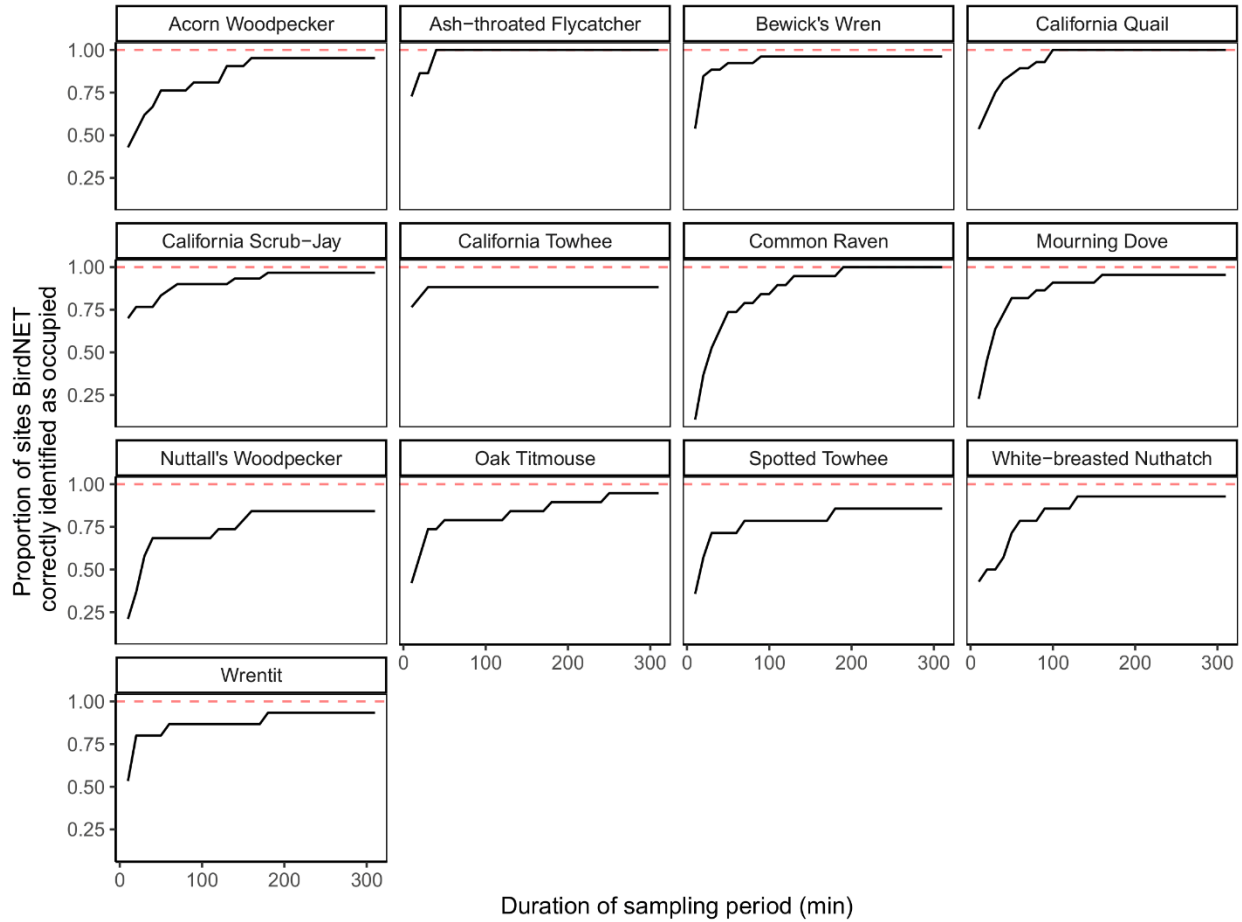 Acorn Woodpecker
Ash−throated Flycatcher
Bewick's Wren
California Quail
1.00
0.75
0.50
0.25
California Scrub−Jay
California Towhee
Common Raven
Mourning Dove
1.00
0.75
0.50
0.25
Nuttall's Woodpecker
Oak Titmouse
Spotted Towhee
White−breasted Nuthatch
1.00
0.75
0.50
0.25
0 100 200 300
0 100 200 300
0 100 200 300
Wrentit
1.00
0.75
0.50
0.25
0 100 200 300
Proportion of sites BirdNET
correctly identified as occupied
Duration of sampling period (min)